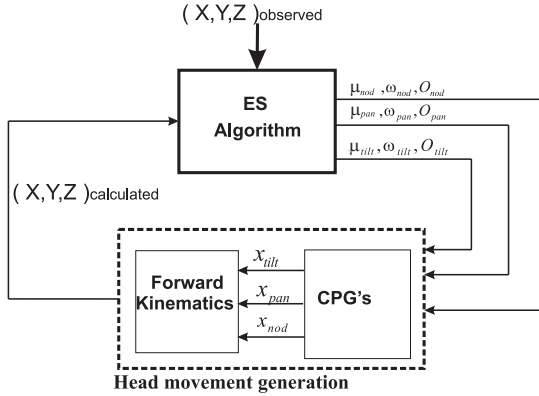 ( X,Y,Z )observed
ES
Algorithm
μnod ,ωnod , Onod
μpan ,ωpan , Opan
μtilt ,ωtilt , Otilt
( X,Y,Z )calculated
Forward
Kinematics
xtilt
xpan
xnod
CPG's
Head movement generation